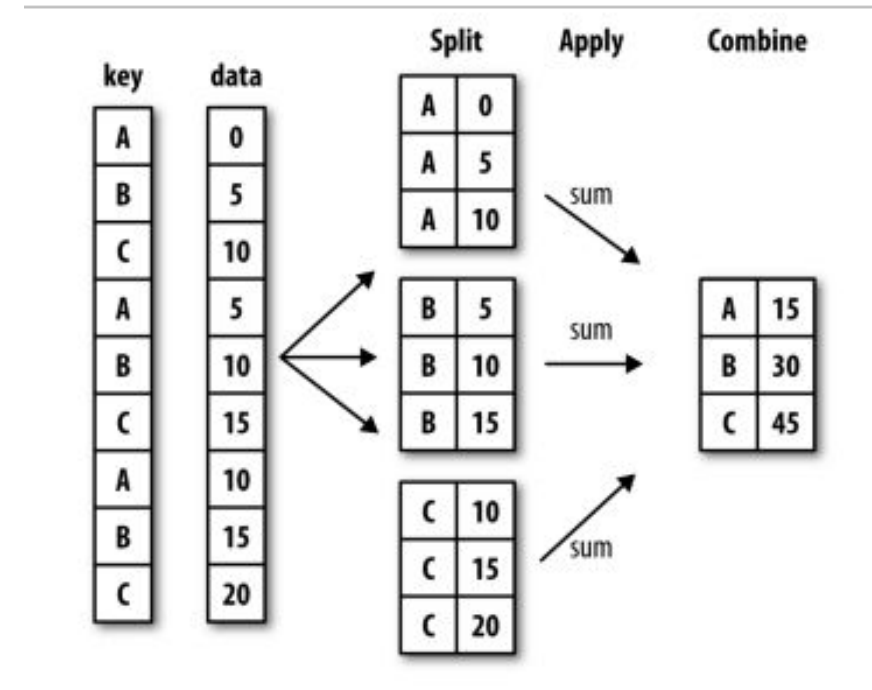 Split Apply Combine
key data
A 0
B 5
C 10
A 5
B 10
C 15
A 10
B 15
C 20
A 0
A 5
A 10
B 5
B 10
B 15
C 10
C 15
C 20
sum
sum
sum
A 15
B 30
C 45